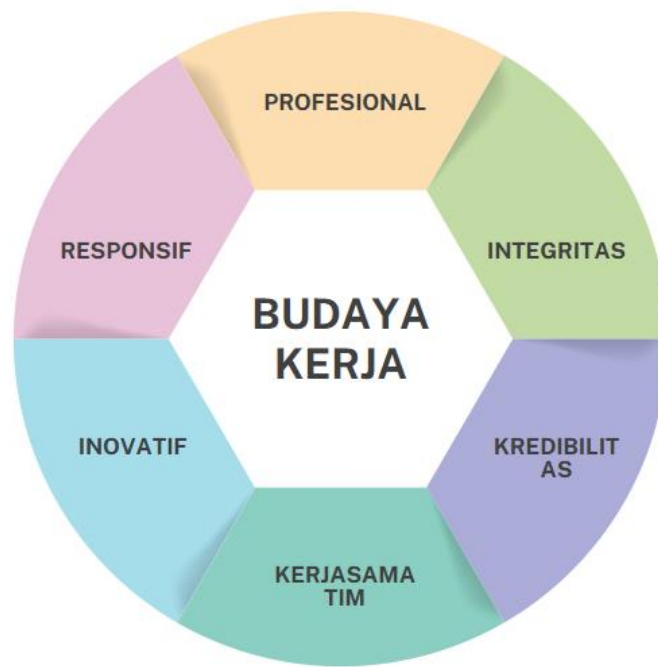 PROFESIONAL
INTEGRITAS
KREDIBILIT
AS
KERJASAMA
TIM
INOVATIF
RESPONSIF
BUDAYA
KERJA